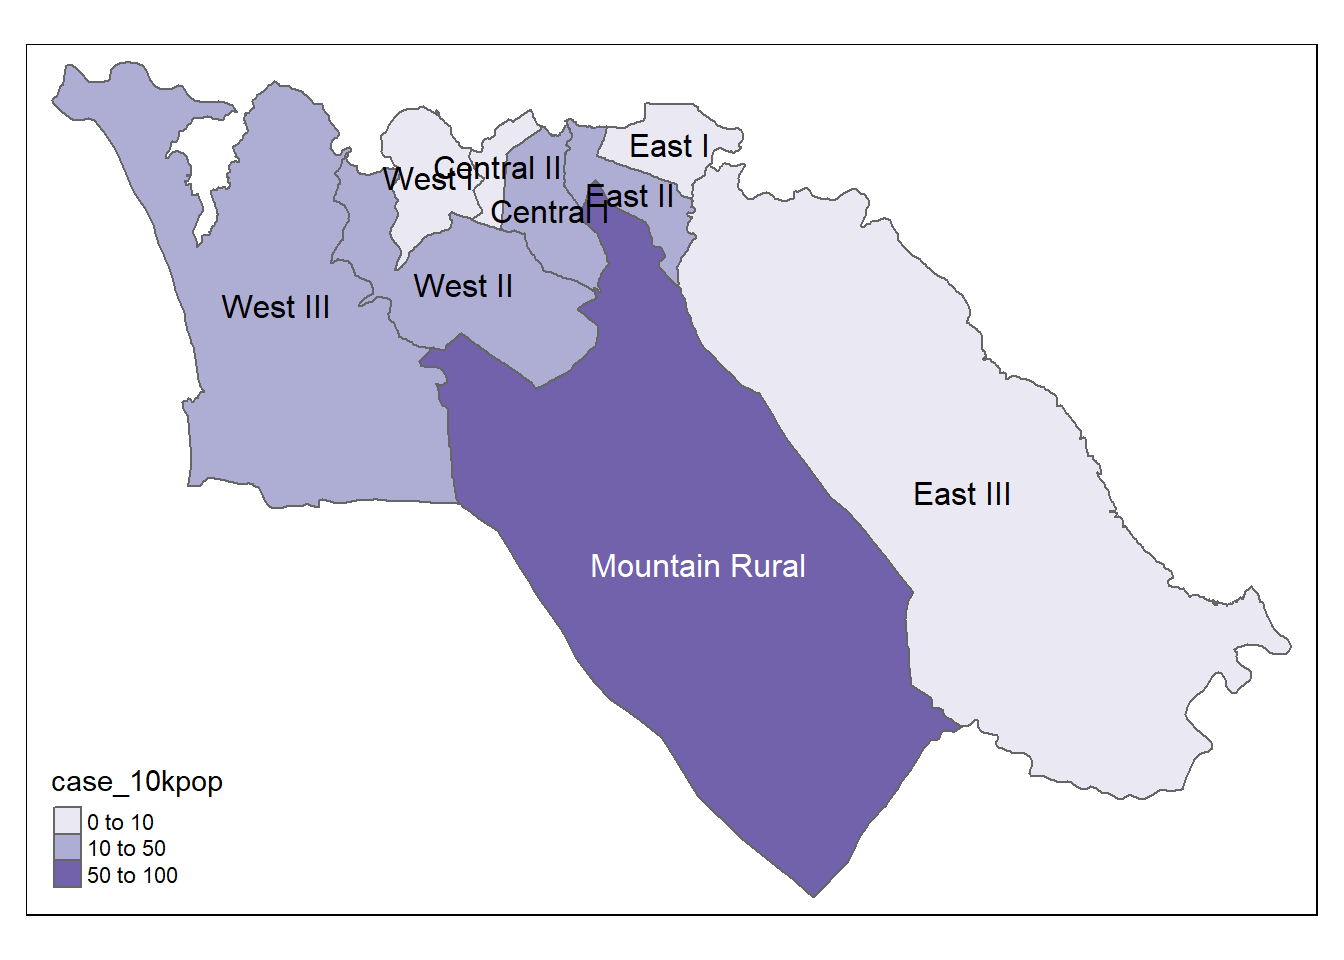 East I
Central II
West I
East II
Central I
West II
West III
East III
Mountain Rural
case_10kpop
0 to 10
10 to 50
50 to 100